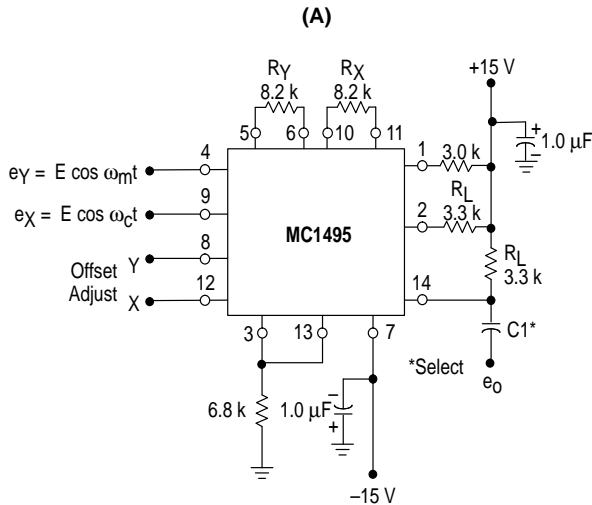 (A)
+15 V
RY
8.2 k
RX
8.2 k
5
6
10
11
1
3.0 k
+
–
1.0 µF
4
eY = E cos ωmt
9
eX = E cos ωct
MC1495
2
RL
3.3 k
8
Offset
Adjust
Y
X
12
14
RL
3.3 k
3
13
7
C1*
*Select
eo
6.8 k
1.0 µF
–
+
–15 V